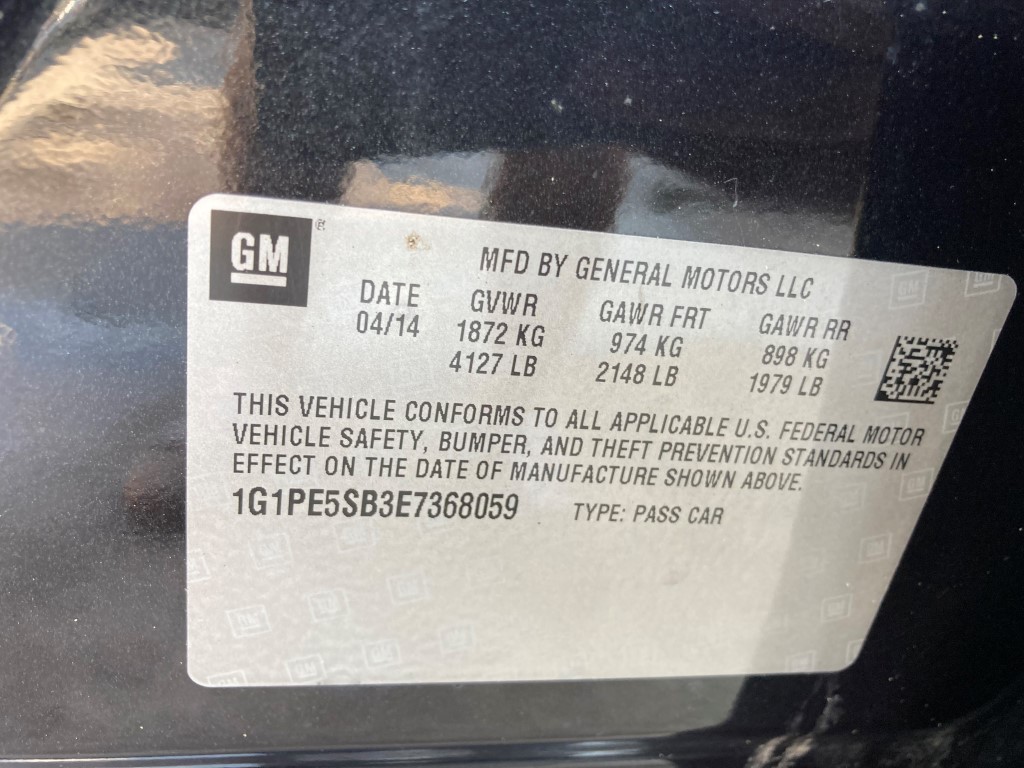 GM ®
MFD BY GENERAL MOTORS LLC
DATE GVWR GAWR FRT GAWR RR
04/14 1872 KG 974 KG 898 KG
4127 LB 2148 LB 1979 LB
THIS VEHICLE CONFORMS TO ALL APPLICABLE U.S. FEDERAL MOTOR
VEHICLE SAFETY, BUMPER, AND THEFT PREVENTION STANDARDS IN
EFFECT ON THE DATE OF MANUFACTURE SHOWN ABOVE.
1G1PE5SB3E7368059 TYPE: PASS CAR